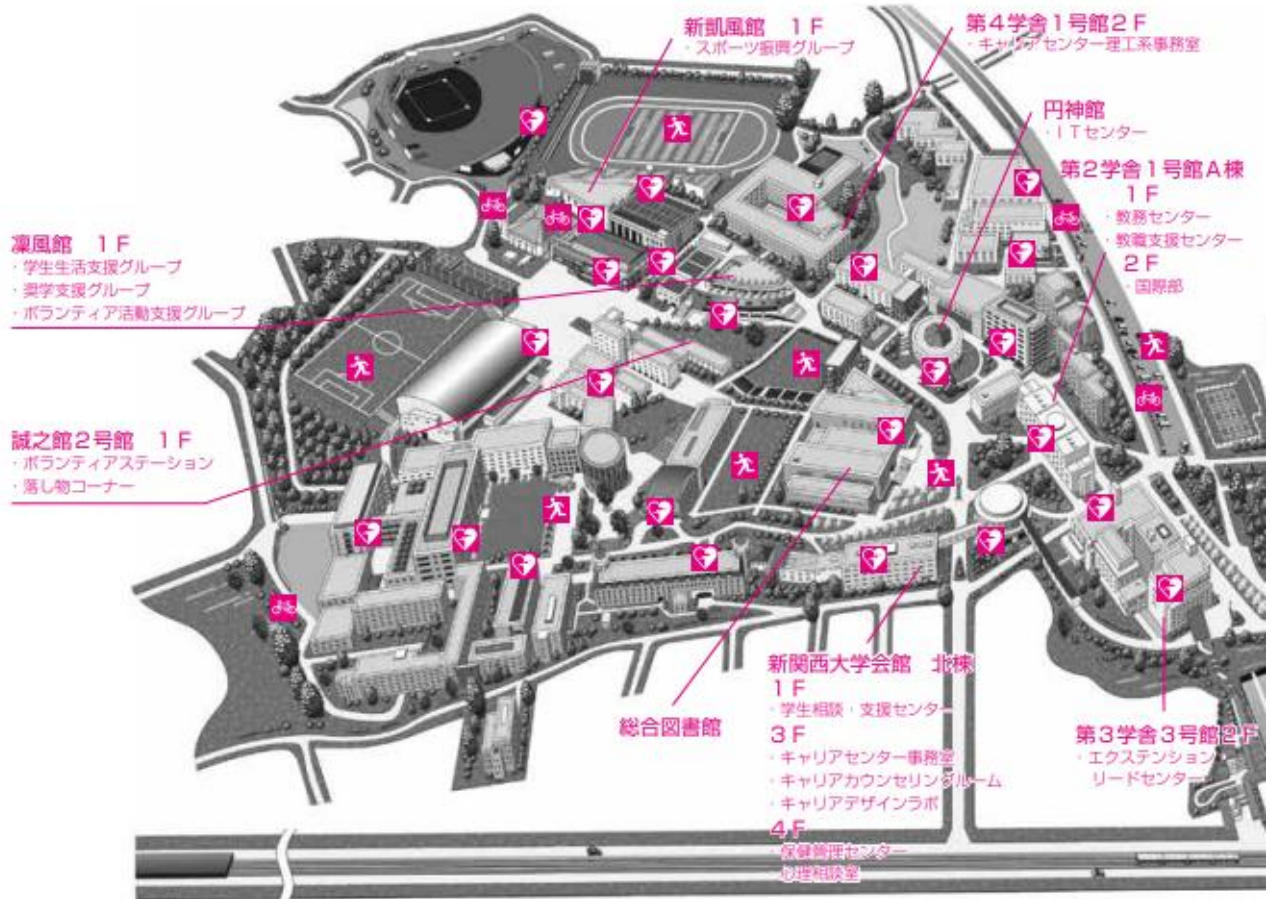 新凱風館 1F
・スポーツ振興グループ
第4学舎1号館2F
・キャリアセンター理工系事務室
円神館
・ITセンター
第2学舎1号館A棟
1F
・教務センター
・教職支援センター
2F
・国際部
凜風館 1F
・学生生活支援グループ
・奨学支援グループ
・ボランティア活動支援グループ
誠之館2号館 1F
・ボランティアステーション
・落し物コーナー
総合図書館
新関西大学会館 北棟
1F
・学生相談・支援センター
3F
・キャリアセンター事務室
・キャリアカウンセリングルーム
・キャリアデザインラボ
4F
・保健管理センター
・心理相談室
第3学舎3号館2F
・エクステンション・
リードセンター